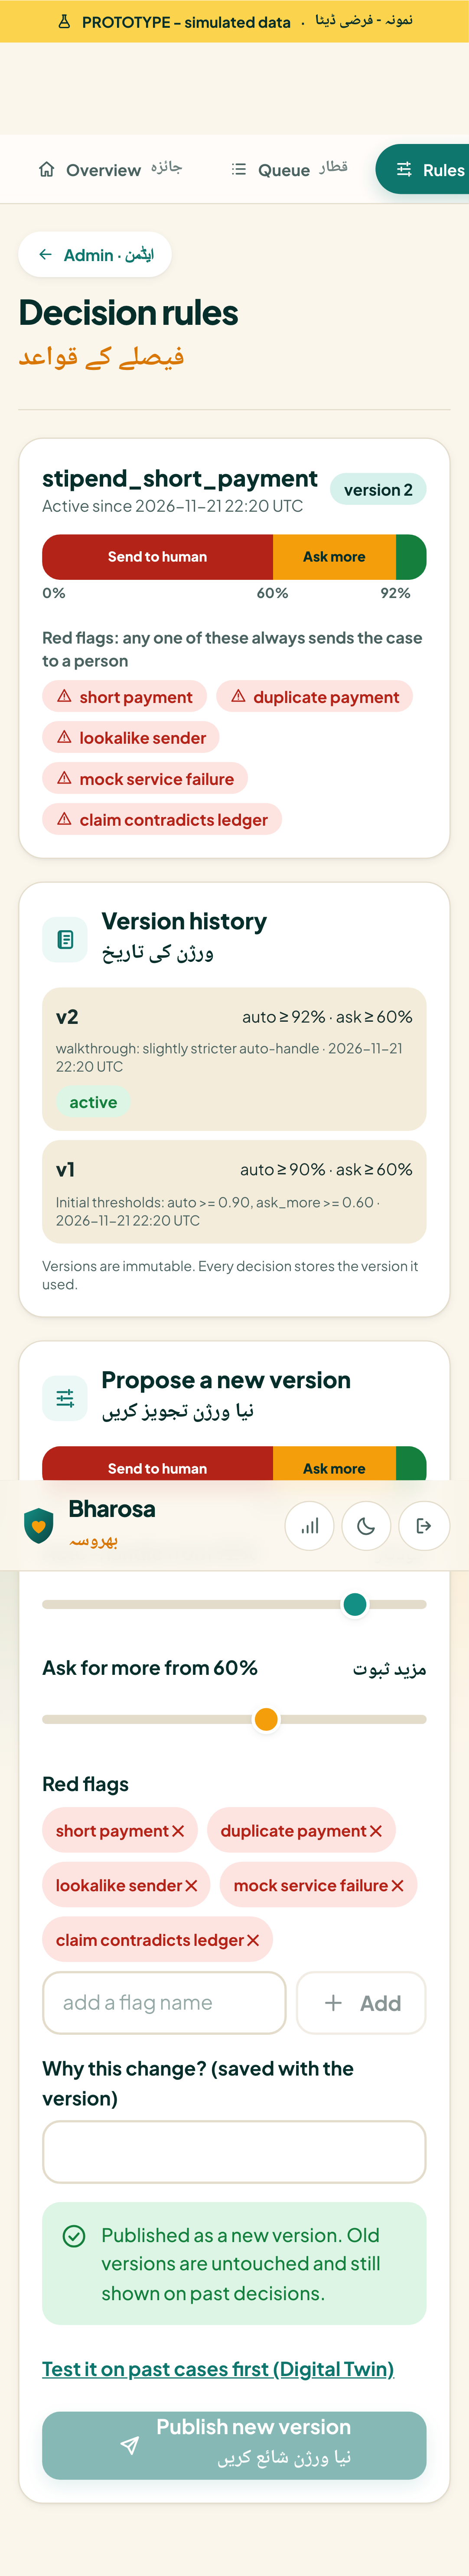 PROTOTYPE – simulated data · نمونہ - فرضی ڈیٹا
Overview جائزہ
Queue قطار
Rules
Admin · ایڈمن
Decision rules
فیصلے کے قواعد
stipend_short_payment
version 2
Active since 2026-11-21 22:20 UTC
Send to human
Ask more
0%
60%
92%
Red flags: any one of these always sends the case
to a person
short payment
duplicate payment
lookalike sender
mock service failure
claim contradicts ledger
Version history
ورژن کی تاریخ
v2
auto ≥ 92% · ask ≥ 60%
walkthrough: slightly stricter auto-handle · 2026-11-21
22:20 UTC
active
v1
auto ≥ 90% · ask ≥ 60%
Initial thresholds: auto >= 0.90, ask_more >= 0.60 ·
2026-11-21 22:20 UTC
Versions are immutable. Every decision stores the version it
used.
Propose a new version
نیا ورژن تجویز کریں
Send to human
Ask more
Bharosa
بھروسہ
Ask for more from 60%
مزید ثبوت
Red flags
short payment
duplicate payment
lookalike sender
mock service failure
claim contradicts ledger
add a flag name
Add
Why this change? (saved with the
version)
Published as a new version. Old
versions are untouched and still
shown on past decisions.
Test it on past cases first (Digital Twin)
Publish new version
نیا ورژن شائع کریں